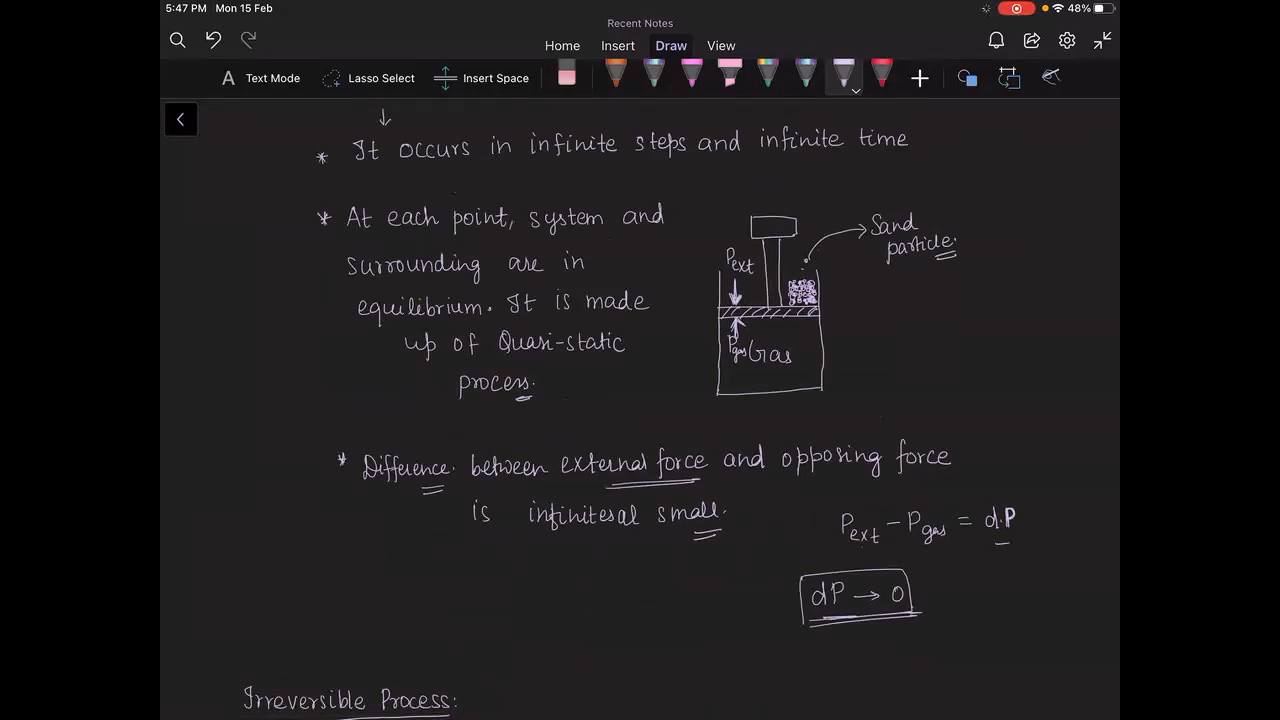 5:47 PM Mon 15 Feb
48%
Recent Notes
Home Insert Draw View
Text Mode Lasso Select Insert Space
* It occurs in infinite steps and infinite time
* At each point, system and
surrounding are in
equilibrium. It is made
up of Quasi-static
process.
Sand
particle.
Pext
Pgas Gas
* Difference between external force and opposing force
is infinitesal small.
Pext - Pgas = d.P
dP → 0
Irreversible Process: